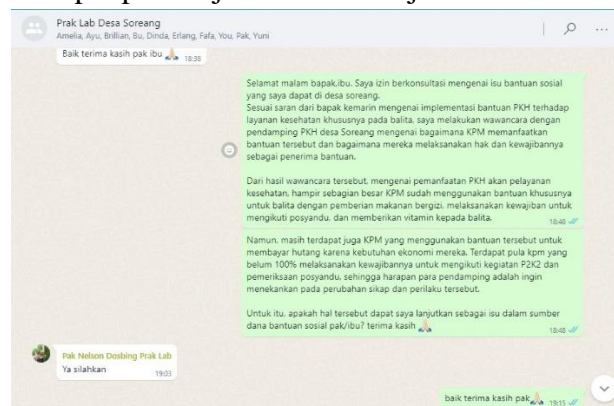 Prak Lab Desa Soreang
Amelia, Ayu, Brillian, Bu, Dinda, Erlang, Fafa, You, Pak, Yuni
Baik terima kasih pak ibu🙏🏻 18:38
Selamat malam bapak,ibu. Saya izin berkonsultasi mengenai isu bantuan sosial
yang saya dapat di desa soreang.
Sesuai saran dari bapak kemarin mengenai implementasi bantuan PKH terhadap
layanan kesehatan khususnya pada balita, saya melakukan wawancara dengan
pendamping PKH desa Soreang mengenai bagaimana KPM memanfaatkan
bantuan tersebut dan bagaimana mereka melaksanakan hak dan kewajibannya
sebagai penerima bantuan.
Dari hasil wawancara tersebut, mengenai pemanfaatan PKH akan pelayanan
kesehatan, hampir sebagian besar KPM sudah menggunakan bantuan khususnya
untuk balita dengan pemberian makanan bergizi, melaksanakan kewajiban untuk
mengikuti posyandu, dan memberikan vitamin kepada balita.
18:48
Namun, masih terdapat juga KPM yang menggunakan bantuan tersebut untuk
membayar hutang karena kebutuhan ekonomi mereka. Terdapat pula kpm yang
belum 100% melaksanakan kewajibannya untuk mengikuti kegiatan P2K2 dan
pemeriksaan posyandu, sehingga harapan para pendamping adalah ingin
menekankan pada perubahan sikap dan perilaku tersebut.
Untuk itu, apakah hal tersebut dapat saya lanjutkan sebagai isu dalam sumber
dana bantuan sosial pak/ibu? terima kasih🙏🏻
18:48
Pak Nelson Dosbing Prak Lab
Ya silahkan
19:03
baik terima kasih pak🙏🏻 19:15